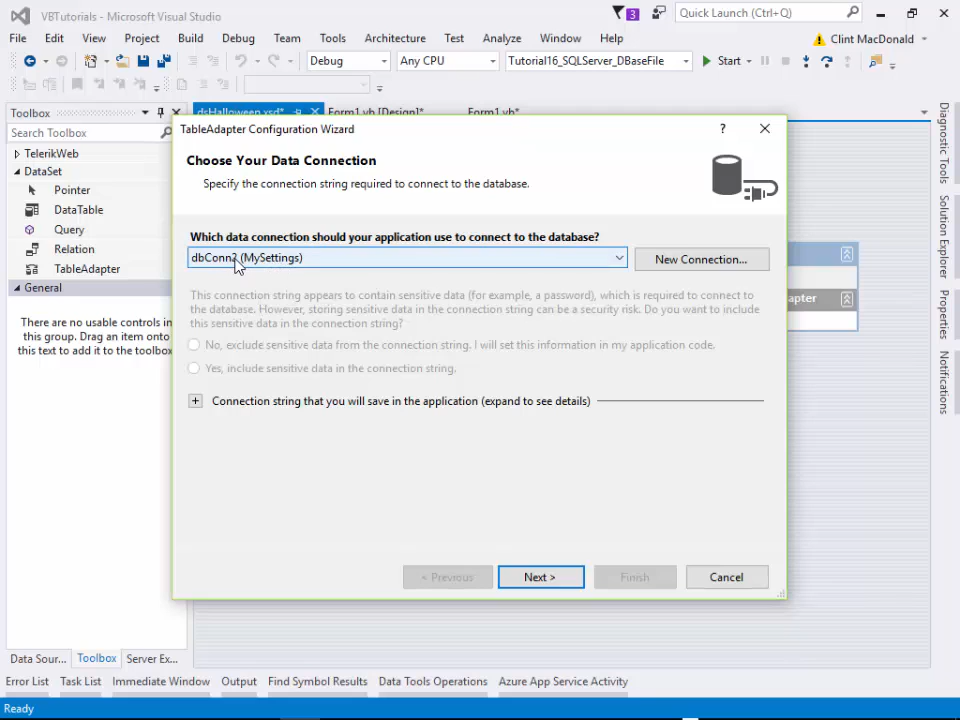 VBTutorials - Microsoft Visual Studio
3
Quick Launch (Ctrl+Q)
File Edit View Project Build Debug Team Tools Architecture Test Analyze Window Help
Clint MacDonald
Debug
Any CPU
Tutorial16_SQLServer_DBaseFile
Start
Toolbox
dsHalloween.xsd*
Form1.vb [Design]*
Form1.vb*
Search Toolbox
TelerikWeb
DataSet
Pointer
DataTable
Query
Relation
TableAdapter
General
There are no usable controls in
this group. Drag an item onto
this text to add it to the toolbox
TableAdapter Configuration Wizard
?
Choose Your Data Connection
Specify the connection string required to connect to the database.
Which data connection should your application use to connect to the database?
dbConn2 (MySettings)
New Connection...
This connection string appears to contain sensitive data (for example, a password), which is required to connect to
the database. However, storing sensitive data in the connection string can be a security risk. Do you want to include
this sensitive data in the connection string?
No, exclude sensitive data from the connection string. I will set this information in my application code.
Yes, include sensitive data in the connection string.
Connection string that you will save in the application (expand to see details)
< Previous
Next >
Finish
Cancel
apter
Diagnostic Tools
Solution Explorer
Properties
Notifications
Data Sour... Toolbox Server Ex...
Error List Task List Immediate Window Output Find Symbol Results Data Tools Operations Azure App Service Activity
Ready